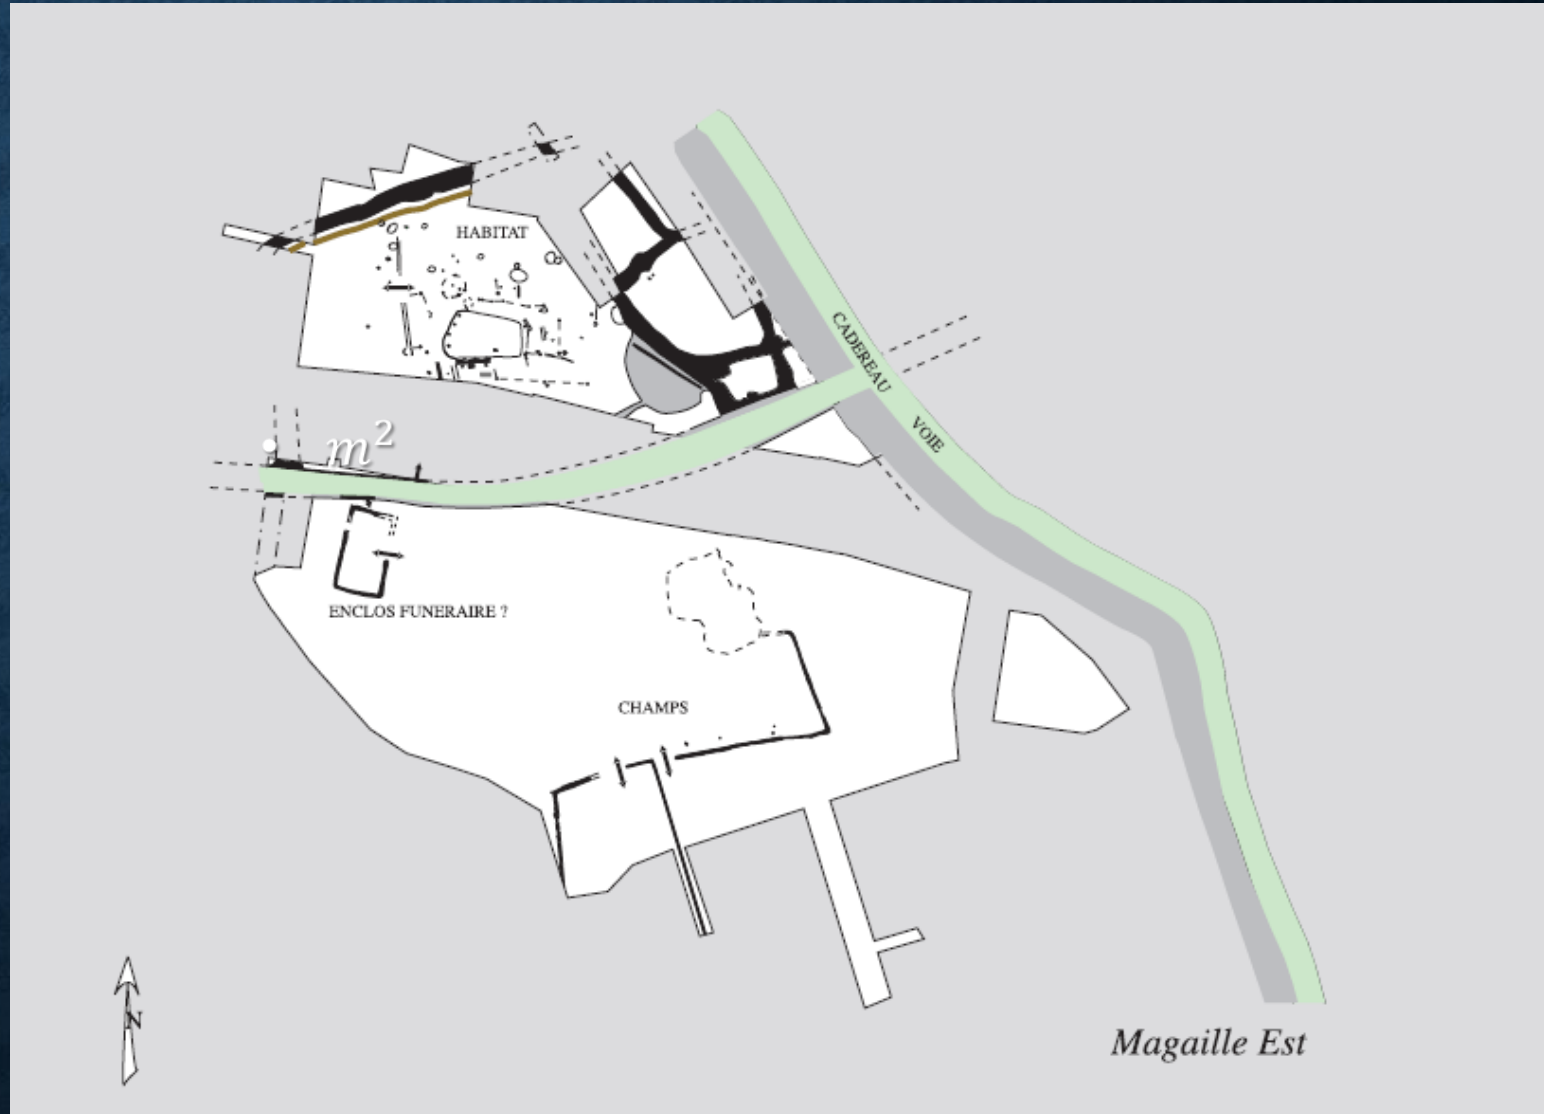 HABITAT
CADEREAU
VOIE
m²
ENCLOS FUNERAIRE ?
CHAMPS
N
Magaille Est